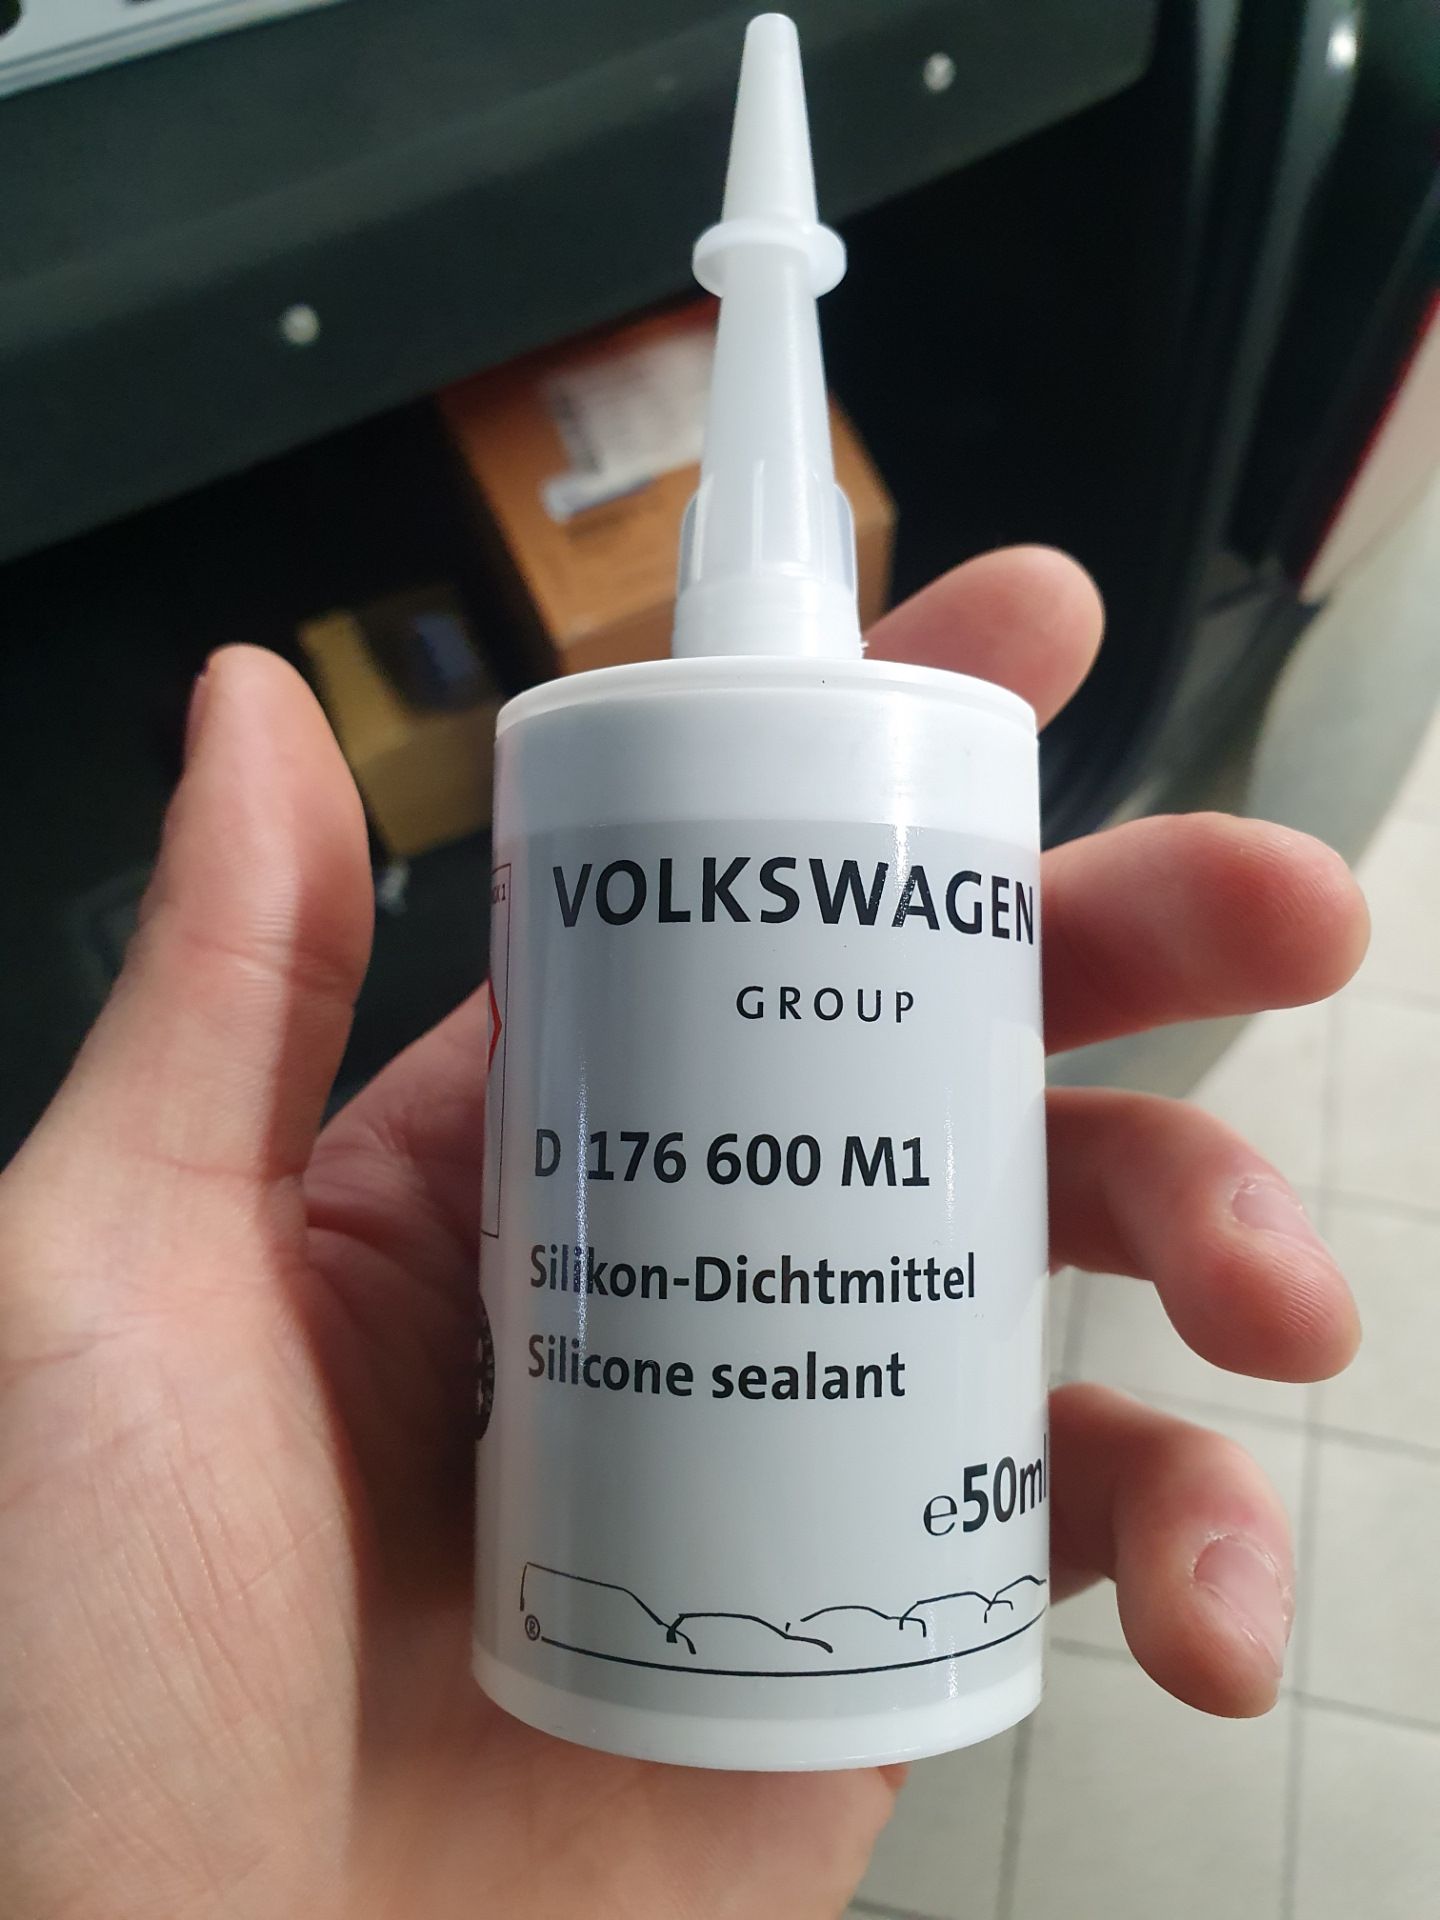 VOLKSWAGEN
GROUP
D 176 600 M1
Silikon-Dichtmittel
Silicone sealant
e50ml
®